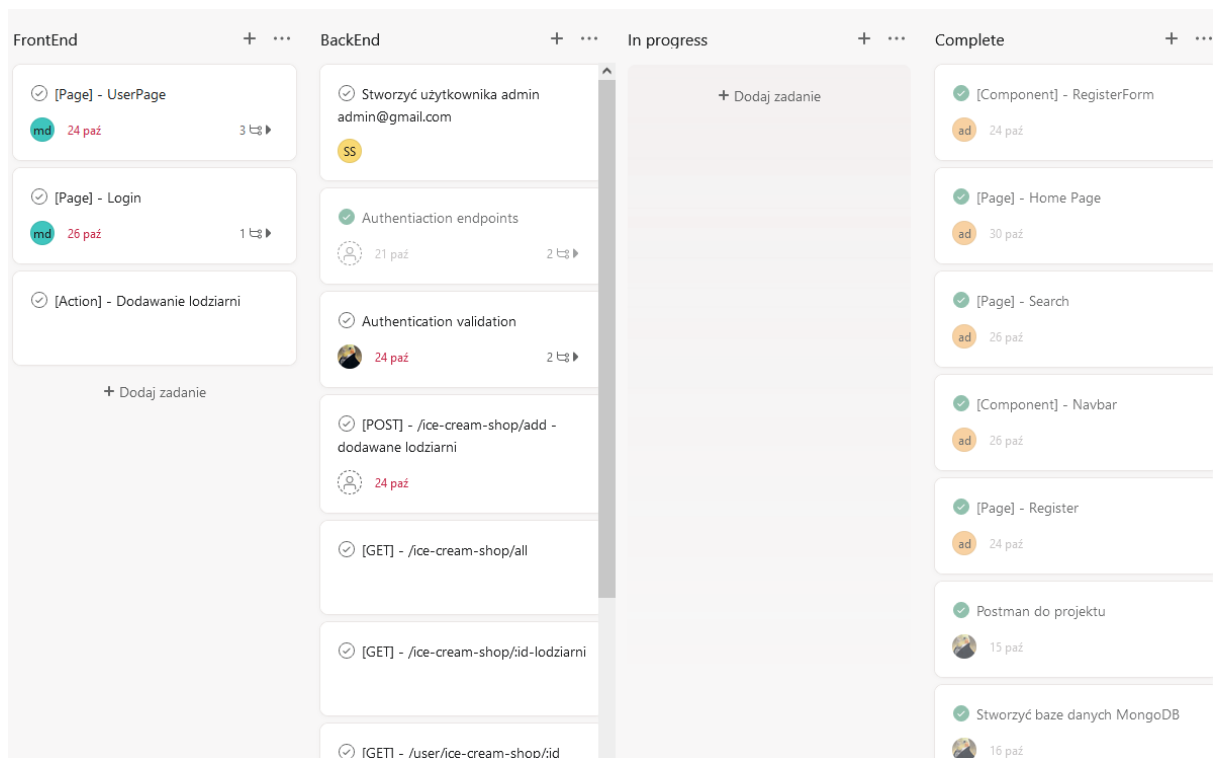 FrontEnd
[Page] - UserPage
md 24 paź 3
[Page] - Login
md 26 paź 1
[Action] - Dodawanie lodziarni
+ Dodaj zadanie
BackEnd
Stworzyć użytkownika admin
admin@gmail.com
SS
Authentiaction endpoints
21 paź 2
Authentication validation
24 paź 2
[POST] - /ice-cream-shop/add -
dodawane lodziarni
24 paź
[GET] - /ice-cream-shop/all
[GET] - /ice-cream-shop/:id-lodziarni
[GET] - /user/ice-cream-shop/:id
In progress
+ Dodaj zadanie
Complete
[Component] - RegisterForm
ad 24 paź
[Page] - Home Page
ad 30 paź
[Page] - Search
ad 26 paź
[Component] - Navbar
ad 26 paź
[Page] - Register
ad 24 paź
Postman do projektu
15 paź
Stworzyć baze danych MongoDB
16 paź